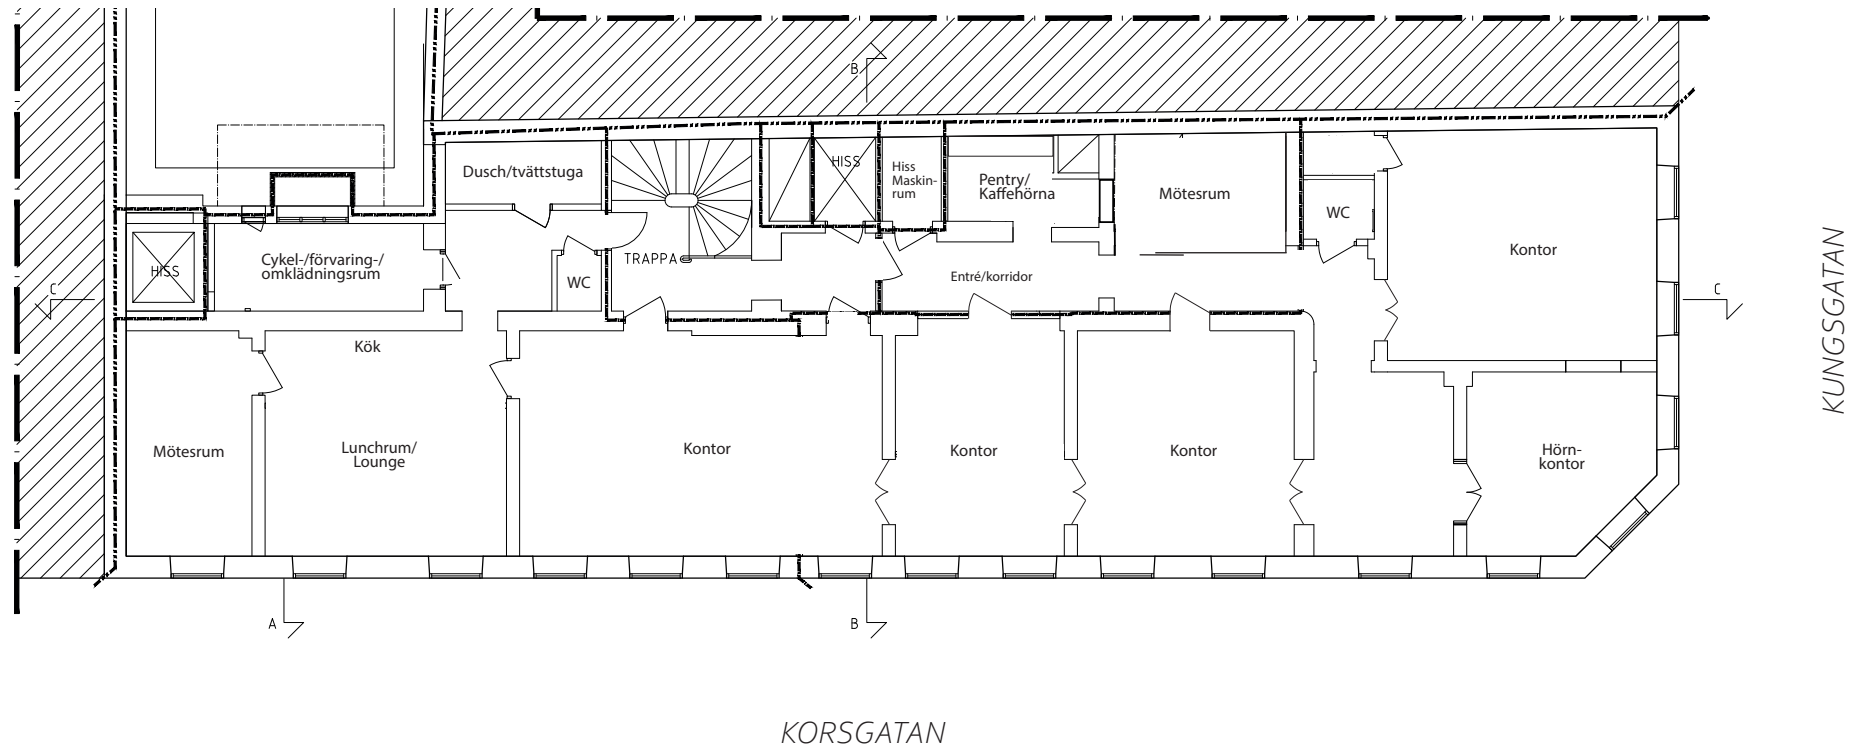 B
Dusch/tvättstuga
HISS
Hiss
Maskin-
rum
Pentry/
Kaffehörna
Mötesrum
WC
Kontor
Cykel-/förvaring-/
omklädningsrum
HISS
TRAPPA
WC
Entré/korridor
C
C
KUNGSGATAN
Kök
Mötesrum
Lunchrum/
Lounge
Kontor
Kontor
Kontor
Hörn-
kontor
A
B
KORSGATAN